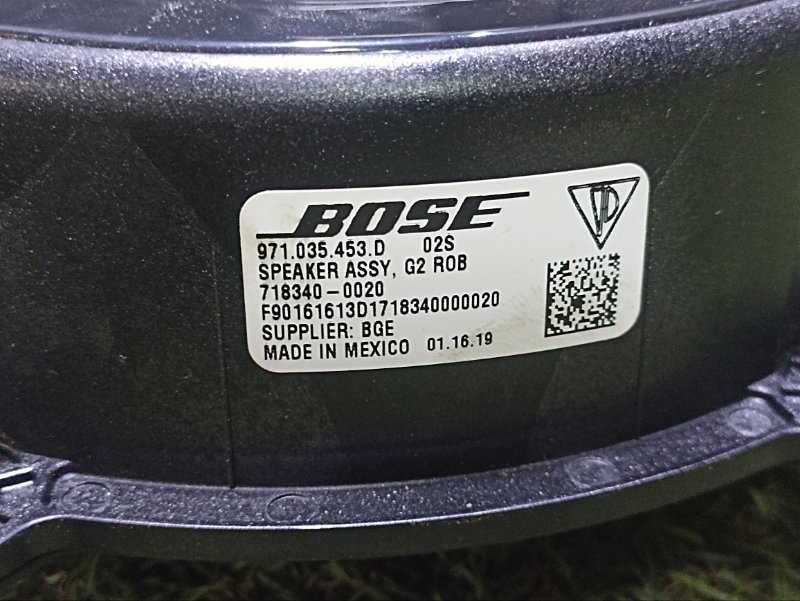 BOSE
971.035.453.D 02S
SPEAKER ASSY, G2 ROB
718340-0020
F90161613D1718340000020
SUPPLIER: BGE
MADE IN MEXICO 01.16.19